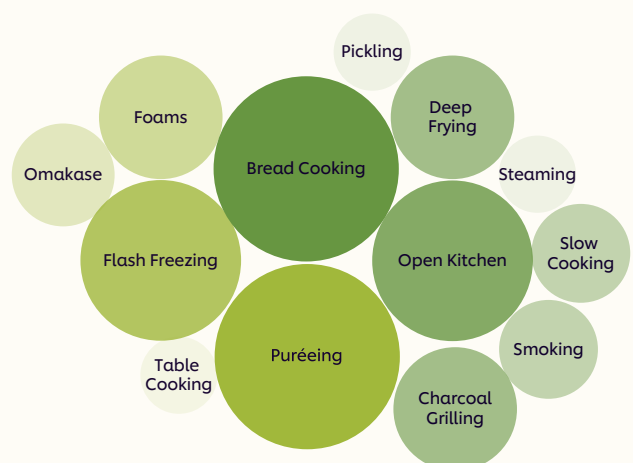 Pickling
Foams
Deep
Frying
Bread Cooking
Omakase
Steaming
Flash Freezing
Open Kitchen
Slow
Cooking
Puréeing
Smoking
Table
Cooking
Charcoal
Grilling